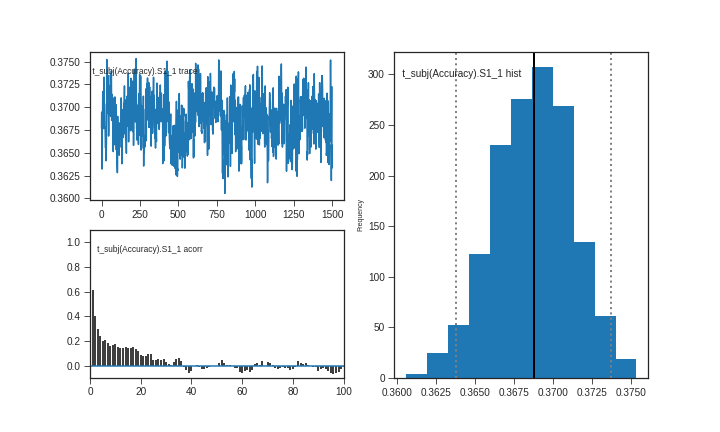 0.3750
0.3725
0.3700
0.3675
0.3650
0.3625
0.3600
t_subj(Accuracy).S1_1 trace
0 250 500 750 1000 1250 1500
1.0
0.8
0.6
0.4
0.2
0.0
t_subj(Accuracy).S1_1 acorr
0 20 40 60 80 100
300
250
200
150
100
50
0
Frequency
t_subj(Accuracy).S1_1 hist
0.3600 0.3625 0.3650 0.3675 0.3700 0.3725 0.3750